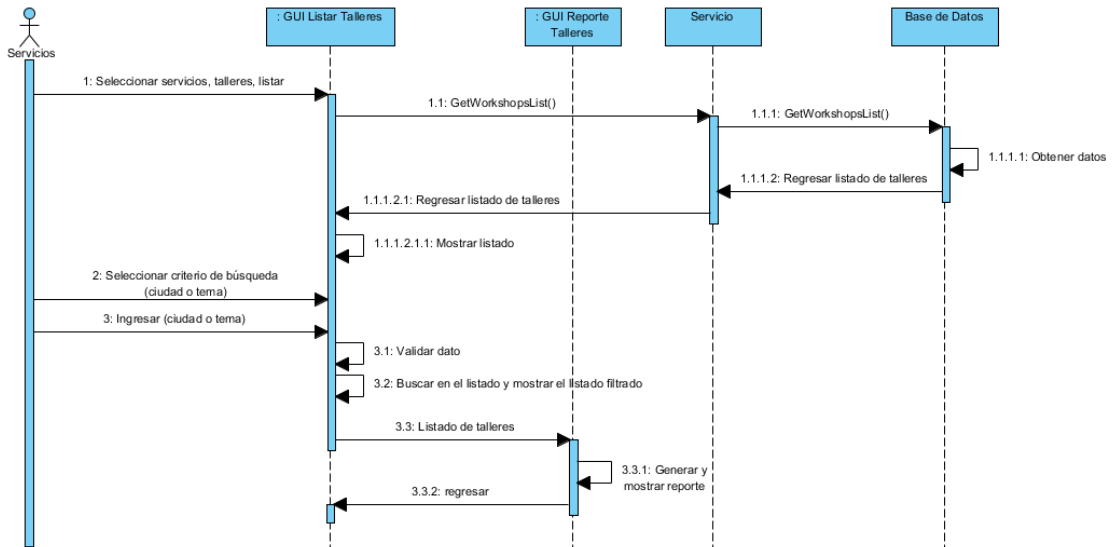 : GUI Listar Talleres
: GUI Reporte
Talleres
Servicio
Base de Datos
Servicios
1: Seleccionar servicios, talleres, listar
1.1: GetWorkshopsList()
1.1.1: GetWorkshopsList()
1.1.1.1: Obtener datos
1.1.1.2: Regresar listado de talleres
1.1.1.2.1: Regresar listado de talleres
1.1.1.2.1.1: Mostrar listado
2: Seleccionar criterio de búsqueda
(ciudad o tema)
3: Ingresar (ciudad o tema)
3.1: Validar dato
3.2: Buscar en el listado y mostrar el listado filtrado
3.3: Listado de talleres
3.3.1: Generar y
mostrar reporte
3.3.2: regresar